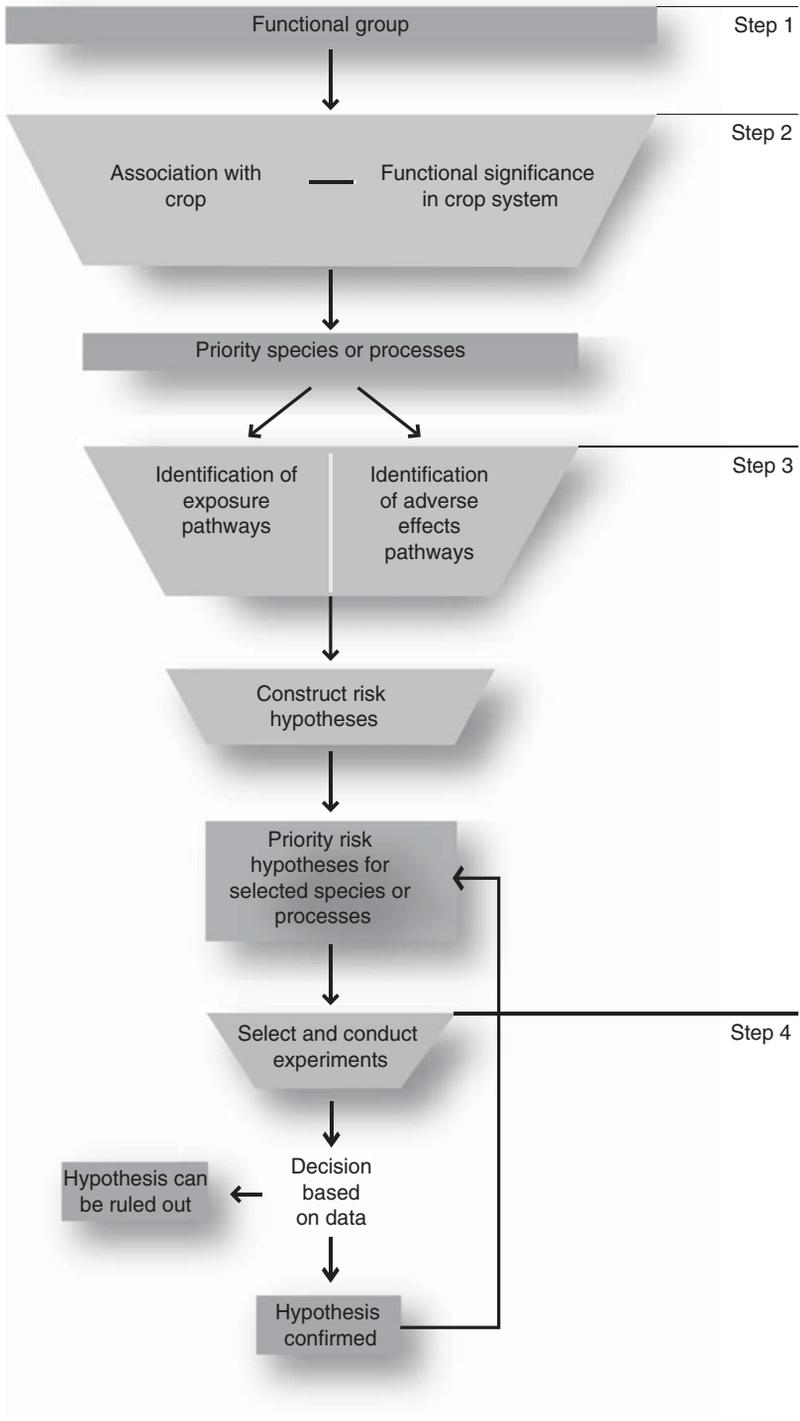 Functional group
Step 1
Step 2
Association with
crop
Functional significance
in crop system
Priority species or processes
Step 3
Identification of
exposure
pathways
Identification
of adverse
effects
pathways
Construct risk
hypotheses
Priority risk
hypotheses for
selected species or
processes
Step 4
Select and conduct
experiments
Decision
based
on data
Hypothesis can
be ruled out
Hypothesis
confirmed